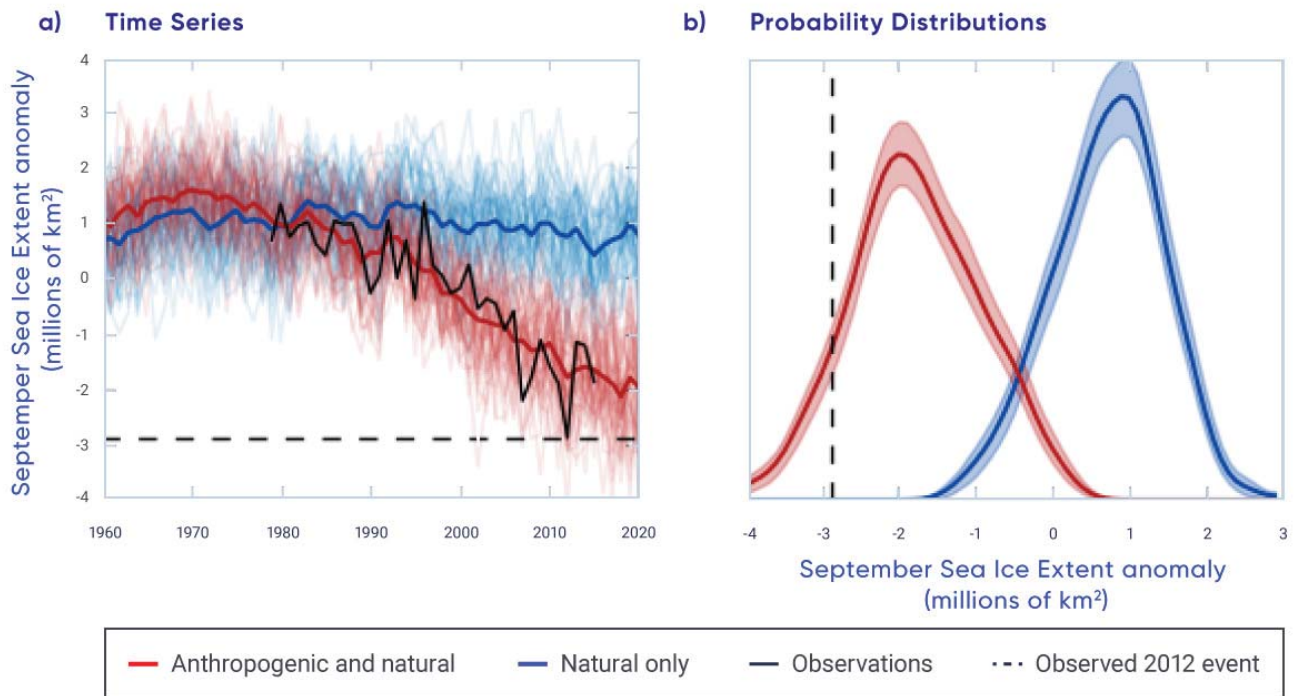 a) Time Series
Septemper Sea Ice Extent anomaly
(millions of km²)
4
3
2
1
0
-1
-2
-3
-4
1960 1970 1980 1990 2000 2010 2020
b) Probability Distributions
-4 -3 -2 -1 0 1 2 3
September Sea Ice Extent anomaly
(millions of km²)
Anthropogenic and natural Natural only Observations Observed 2012 event